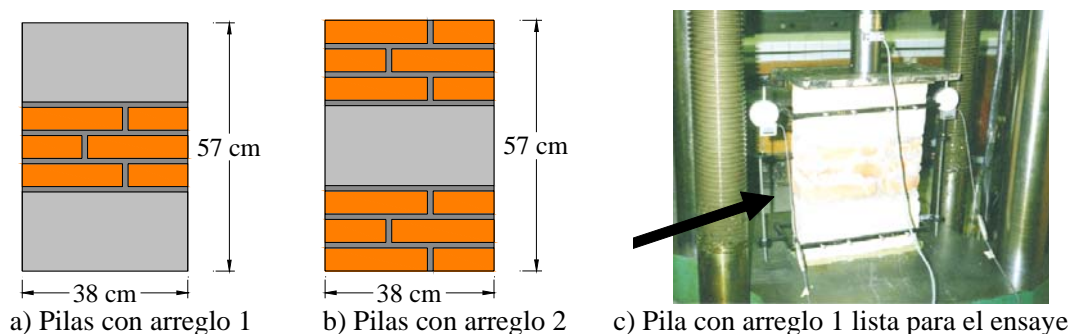 57 cm
57 cm
38 cm
38 cm
a) Pilas con arreglo 1
b) Pilas con arreglo 2
c) Pila con arreglo 1 lista para el ensaye